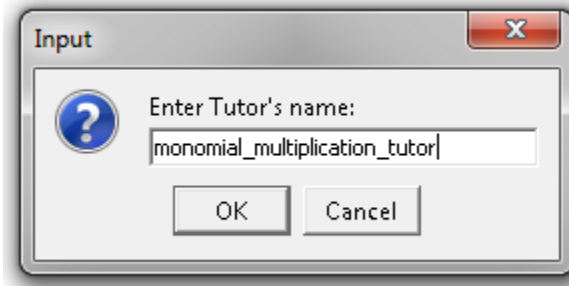 Input
Enter Tutor's name:
monomial_multiplication_tutor
OK Cancel